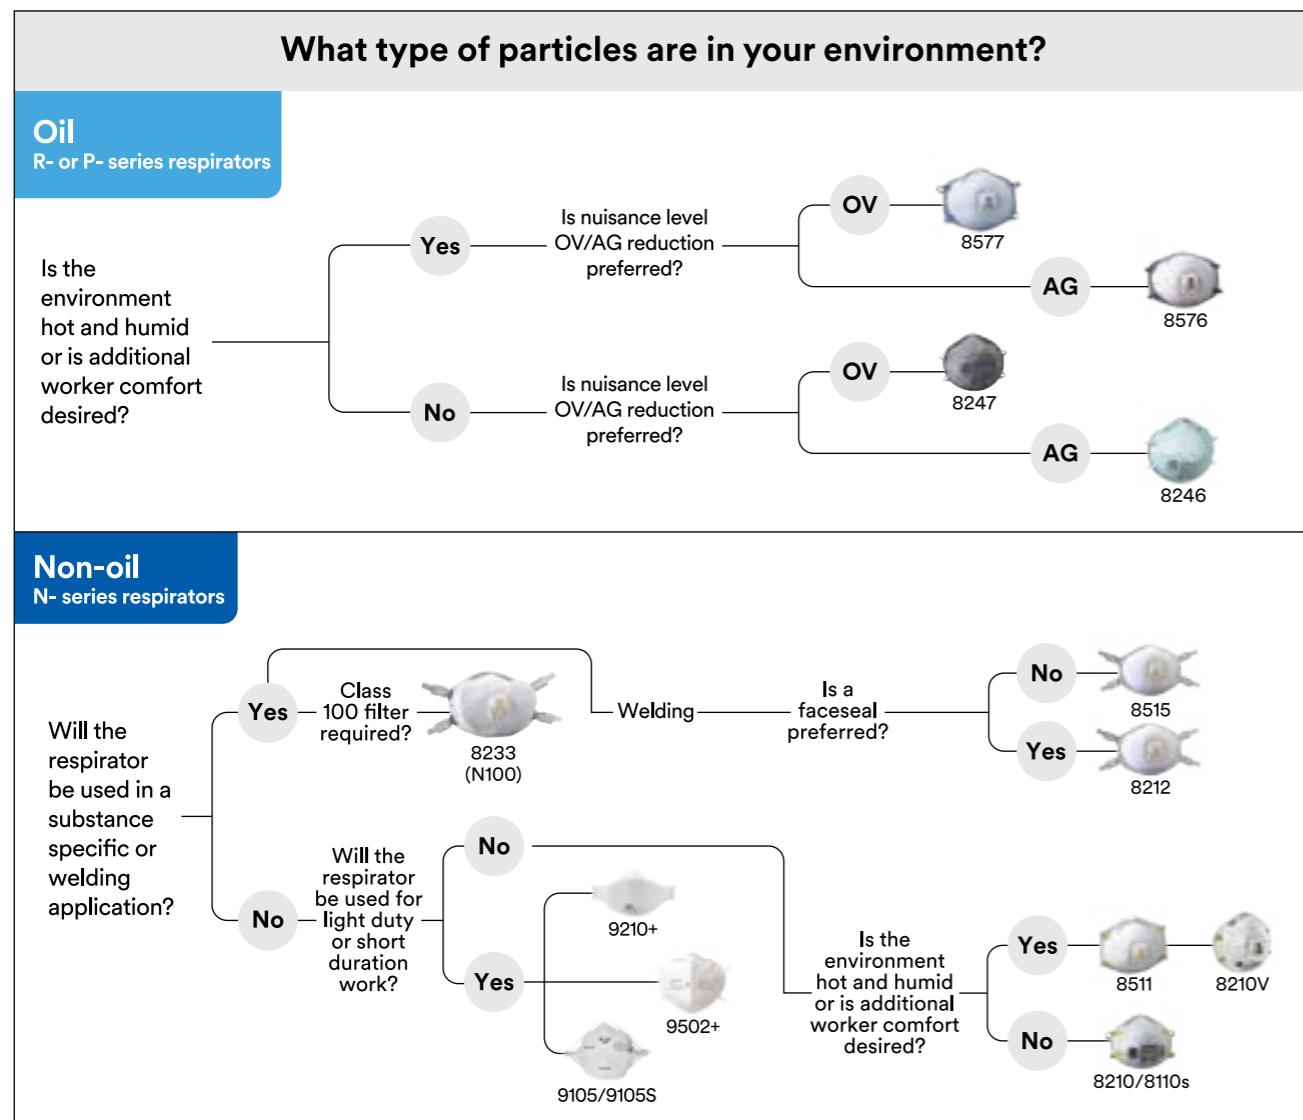 What type of particles are in your environment?
Oil
R- or P- series respirators
Is the
environment
hot and humid
or is additional
worker comfort
desired?
Yes
Is nuisance level
OV/AG reduction
preferred?
OV
8577
AG
8576
No
Is nuisance level
OV/AG reduction
preferred?
OV
8247
AG
8246
Non-oil
N- series respirators
Will the
respirator
be used in a
substance
specific or
welding
application?
Yes
Class
100 filter
required?
8233
(N100)
Welding
Is a
faceseal
preferred?
No
8515
Yes
8212
No
Will the
respirator
be used for
light duty
or short
duration
work?
No
Yes
9210+
9502+
9105/9105S
Is the
environment
hot and humid
or is additional
worker comfort
desired?
Yes
8511
8210V
No
8210/8110s